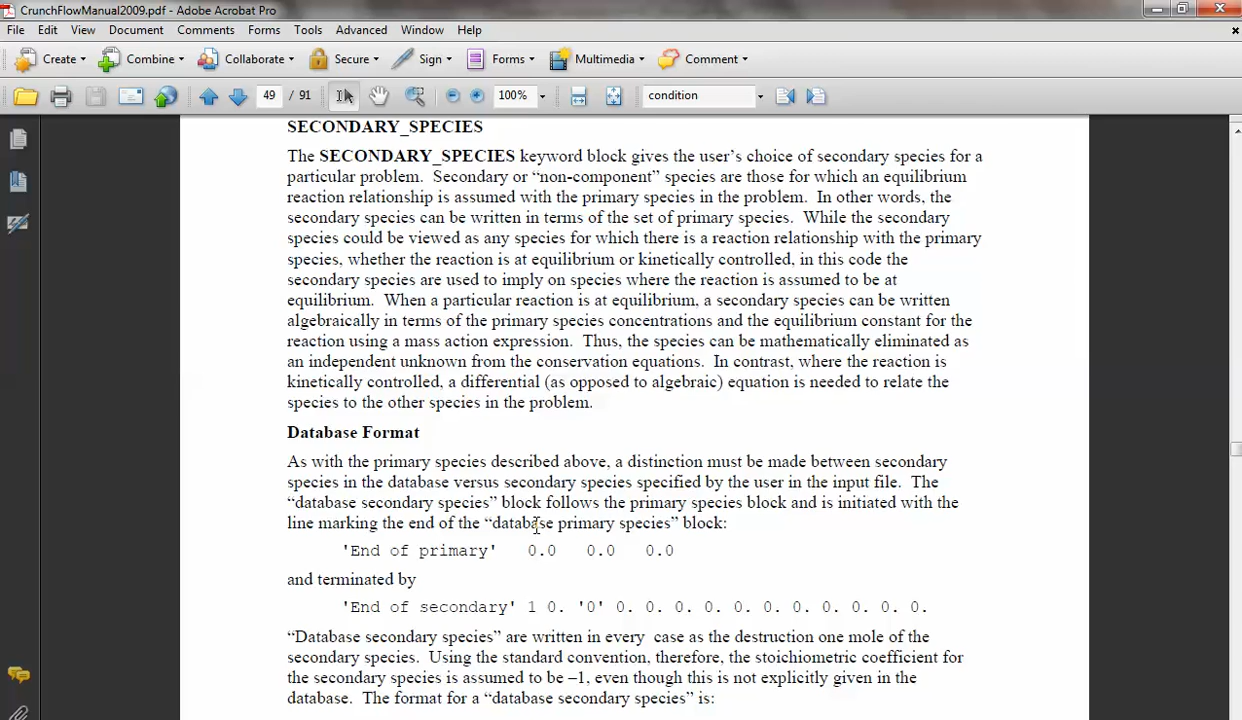 CrunchFlowManual2009.pdf - Adobe Acrobat Pro
File Edit View Document Comments Forms Tools Advanced Window Help
Create Combine Collaborate Secure Sign Forms Multimedia Comment
49 / 91 100% condition
SECONDARY_SPECIES
The SECONDARY_SPECIES keyword block gives the user’s choice of secondary species for a
particular problem. Secondary or “non-component” species are those for which an equilibrium
reaction relationship is assumed with the primary species in the problem. In other words, the
secondary species can be written in terms of the set of primary species. While the secondary
species could be viewed as any species for which there is a reaction relationship with the primary
species, whether the reaction is at equilibrium or kinetically controlled, in this code the
secondary species are used to imply on species where the reaction is assumed to be at
equilibrium. When a particular reaction is at equilibrium, a secondary species can be written
algebraically in terms of the primary species concentrations and the equilibrium constant for the
reaction using a mass action expression. Thus, the species can be mathematically eliminated as
an independent unknown from the conservation equations. In contrast, where the reaction is
kinetically controlled, a differential (as opposed to algebraic) equation is needed to relate the
species to the other species in the problem.
Database Format
As with the primary species described above, a distinction must be made between secondary
species in the database versus secondary species specified by the user in the input file. The
“database secondary species” block follows the primary species block and is initiated with the
line marking the end of the “database primary species” block:
'End of primary' 0.0 0.0 0.0
and terminated by
'End of secondary' 1 0. '0' 0. 0. 0. 0. 0. 0. 0. 0. 0. 0. 0.
“Database secondary species” are written in every case as the destruction one mole of the
secondary species. Using the standard convention, therefore, the stoichiometric coefficient for
the secondary species is assumed to be –1, even though this is not explicitly given in the
database. The format for a “database secondary species” is: